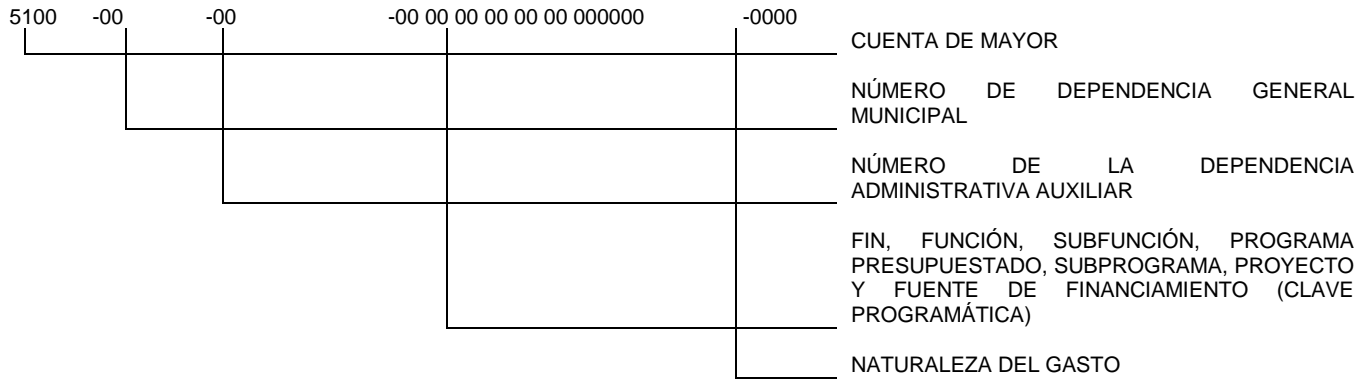 5100 -00 -00 -00 00 00 00 00 00 000000 -0000
CUENTA DE MAYOR
NÚMERO DE DEPENDENCIA GENERAL
MUNICIPAL
NÚMERO DE LA DEPENDENCIA
ADMINISTRATIVA AUXILIAR
FIN, FUNCIÓN, SUBFUNCIÓN, PROGRAMA
PRESUPUESTADO, SUBPROGRAMA, PROYECTO
Y FUENTE DE FINANCIAMIENTO (CLAVE
PROGRAMÁTICA)
NATURALEZA DEL GASTO